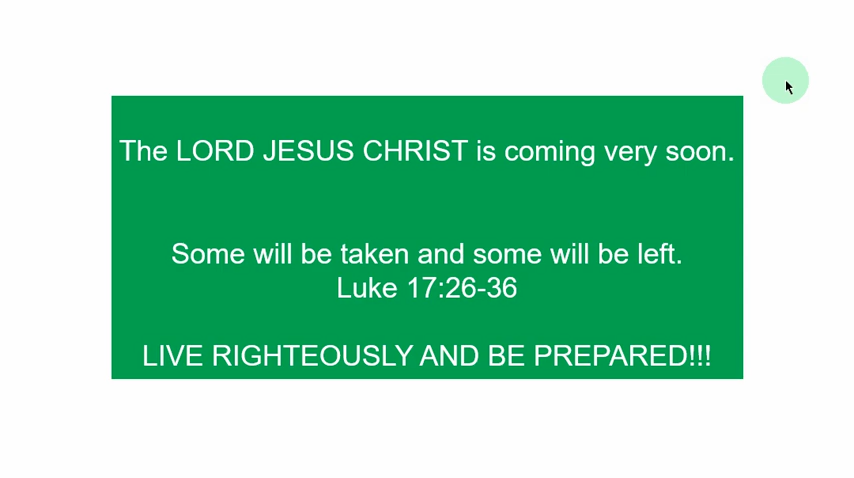 The LORD JESUS CHRIST is coming very soon.
Some will be taken and some will be left.
Luke 17:26-36
LIVE RIGHTEOUSLY AND BE PREPARED!!!